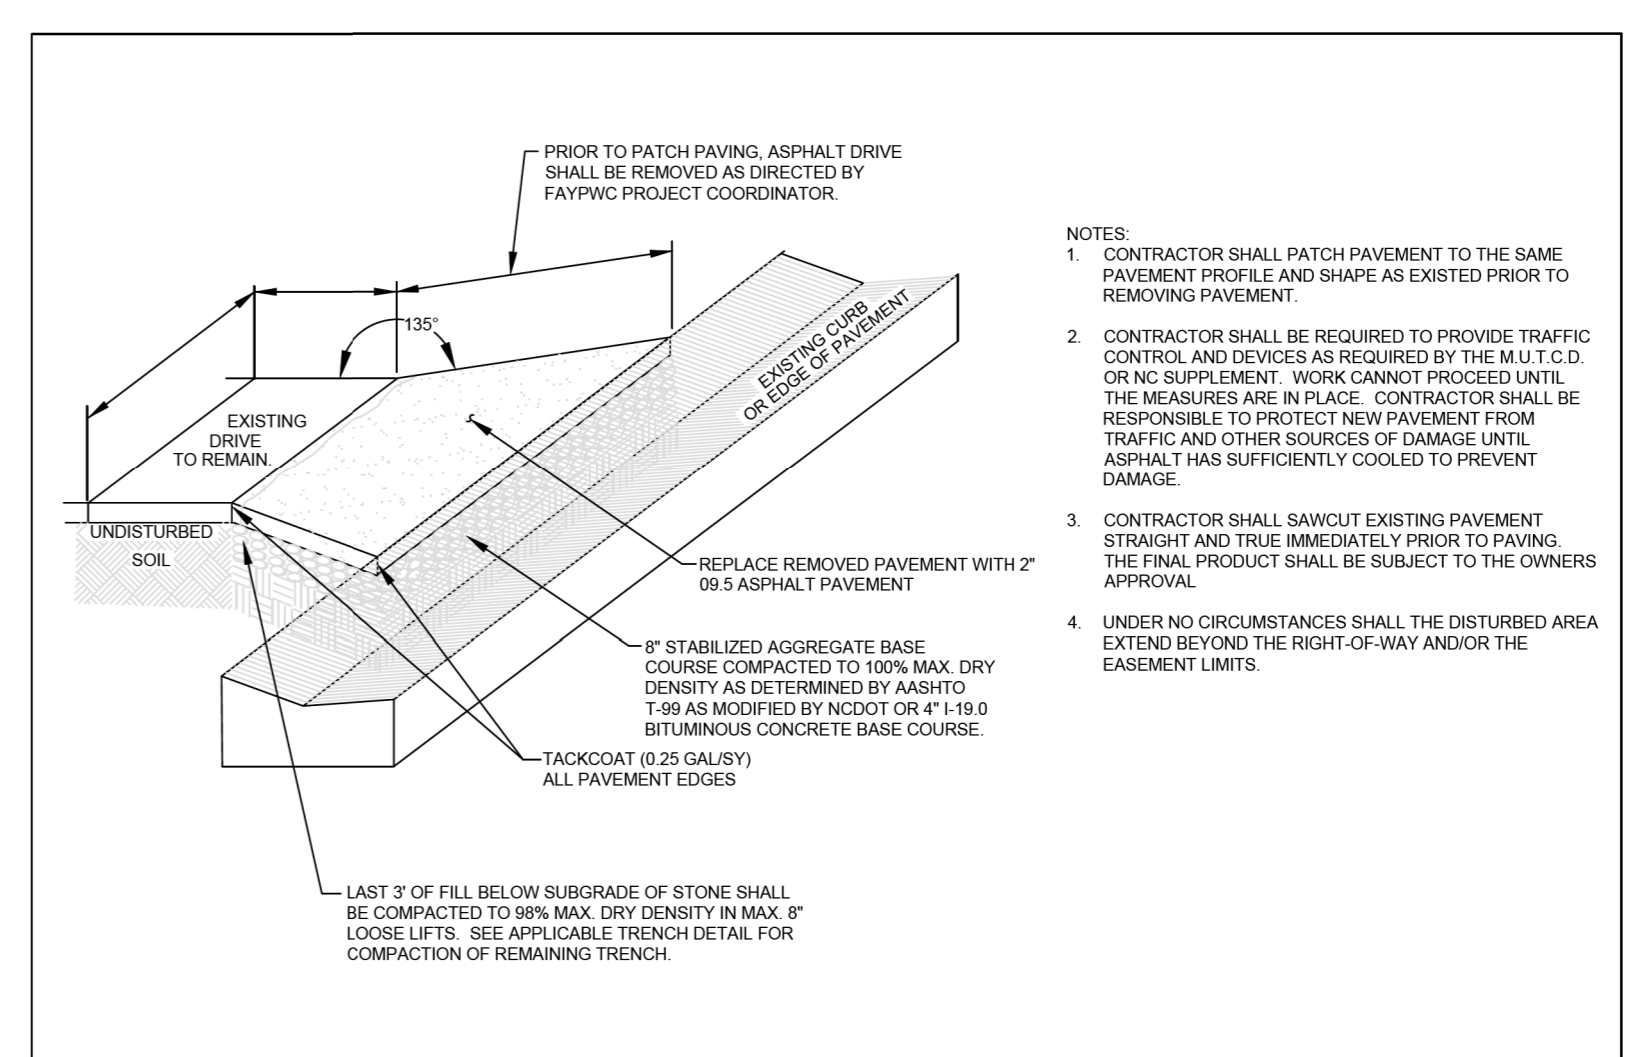 PRIOR TO PATCH PAVING, ASPHALT DRIVE
SHALL BE REMOVED AS DIRECTED BY
FAYPWC PROJECT COORDINATOR.
135°
EXISTING CURB
OR EDGE OF PAVEMENT
EXISTING
DRIVE
TO REMAIN.
UNDISTURBED
SOIL
REPLACE REMOVED PAVEMENT WITH 2"
09.5 ASPHALT PAVEMENT
8" STABILIZED AGGREGATE BASE
COURSE COMPACTED TO 100% MAX. DRY
DENSITY AS DETERMINED BY AASHTO
T-99 AS MODIFIED BY NCDOT OR 4" I-19.0
BITUMINOUS CONCRETE BASE COURSE.
TACKCOAT (0.25 GAL/SY)
ALL PAVEMENT EDGES
LAST 3' OF FILL BELOW SUBGRADE OF STONE SHALL
BE COMPACTED TO 98% MAX. DRY DENSITY IN MAX. 8"
LOOSE LIFTS. SEE APPLICABLE TRENCH DETAIL FOR
COMPACTION OF REMAINING TRENCH.
NOTES:
1. CONTRACTOR SHALL PATCH PAVEMENT TO THE SAME
PAVEMENT PROFILE AND SHAPE AS EXISTED PRIOR TO
REMOVING PAVEMENT.
2. CONTRACTOR SHALL BE REQUIRED TO PROVIDE TRAFFIC
CONTROL AND DEVICES AS REQUIRED BY THE M.U.T.C.D.
OR NC SUPPLEMENT. WORK CANNOT PROCEED UNTIL
THE MEASURES ARE IN PLACE. CONTRACTOR SHALL BE
RESPONSIBLE TO PROTECT NEW PAVEMENT FROM
TRAFFIC AND OTHER SOURCES OF DAMAGE UNTIL
ASPHALT HAS SUFFICIENTLY COOLED TO PREVENT
DAMAGE.
3. CONTRACTOR SHALL SAWCUT EXISTING PAVEMENT
STRAIGHT AND TRUE IMMEDIATELY PRIOR TO PAVING.
THE FINAL PRODUCT SHALL BE SUBJECT TO THE OWNERS
APPROVAL
4. UNDER NO CIRCUMSTANCES SHALL THE DISTURBED AREA
EXTEND BEYOND THE RIGHT-OF-WAY AND/OR THE
EASEMENT LIMITS.